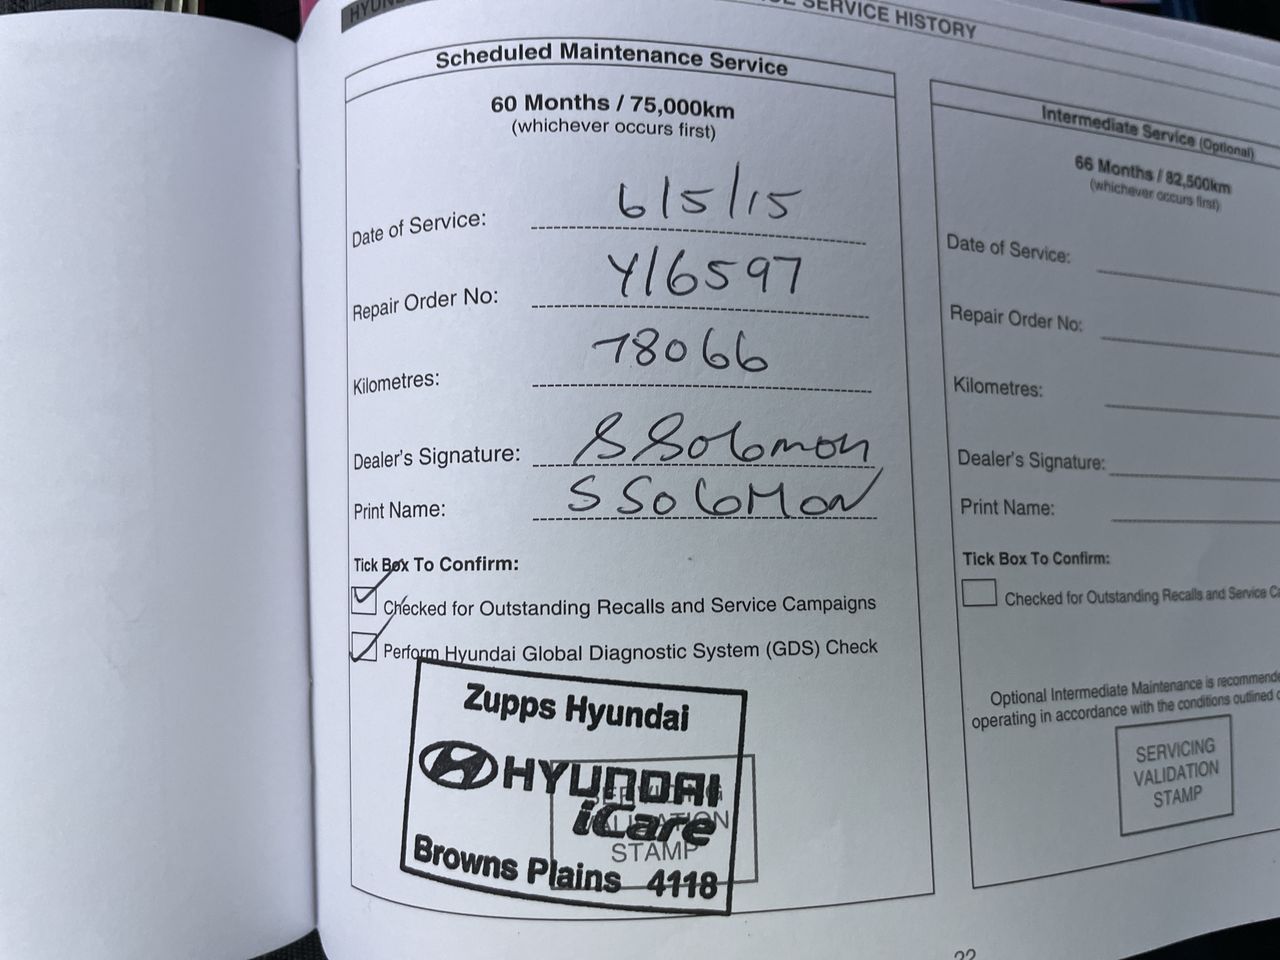 SERVICE HISTORY
Scheduled Maintenance Service
60 Months / 75,000km
(whichever occurs first)
Date of Service: 6/5/15
Repair Order No: Y16597
Kilometres: 78066
Dealer's Signature: S Solomon
Print Name: S SOLOMON
Tick Box To Confirm:
Checked for Outstanding Recalls and Service Campaigns
Perform Hyundai Global Diagnostic System (GDS) Check
Zupps Hyundai
HYUNDAI
iCare
STAMP
Browns Plains 4118
Intermediate Service (Optional)
66 Months / 82,500km
(whichever occurs first)
Date of Service:
Repair Order No:
Kilometres:
Dealer's Signature:
Print Name:
Tick Box To Confirm:
Checked for Outstanding Recalls and Service
Optional Intermediate Maintenance is
operating in accordance with the conditions outlined
SERVICING
VALIDATION
STAMP